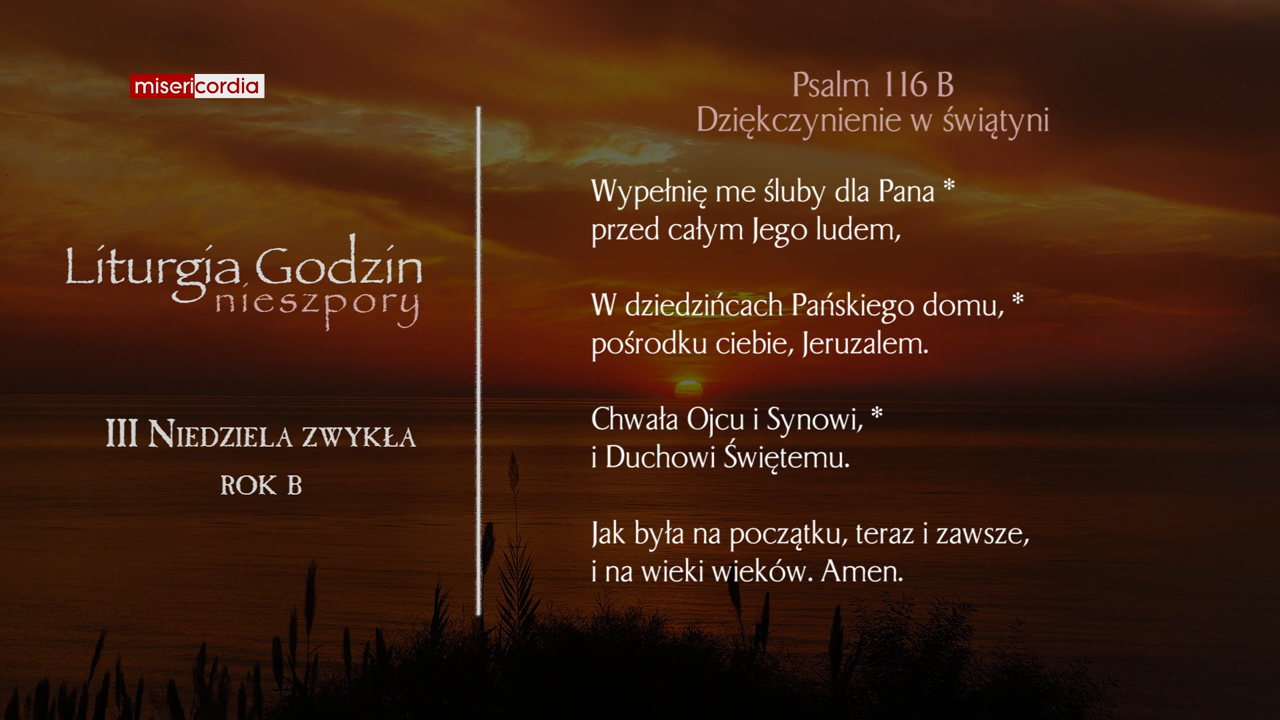 misericordia
Liturgia Godzin
nieszpory
III Niedziela zwykła
rok B
Psalm 116 B
Dziękczynienie w świątyni
Wypełnię me śluby dla Pana *
przed całym Jego ludem,
W dziedzińcach Pańskiego domu, *
pośrodku ciebie, Jeruzalem.
Chwała Ojcu i Synowi, *
i Duchowi Świętemu.
Jak była na początku, teraz i zawsze,
i na wieki wieków. Amen.